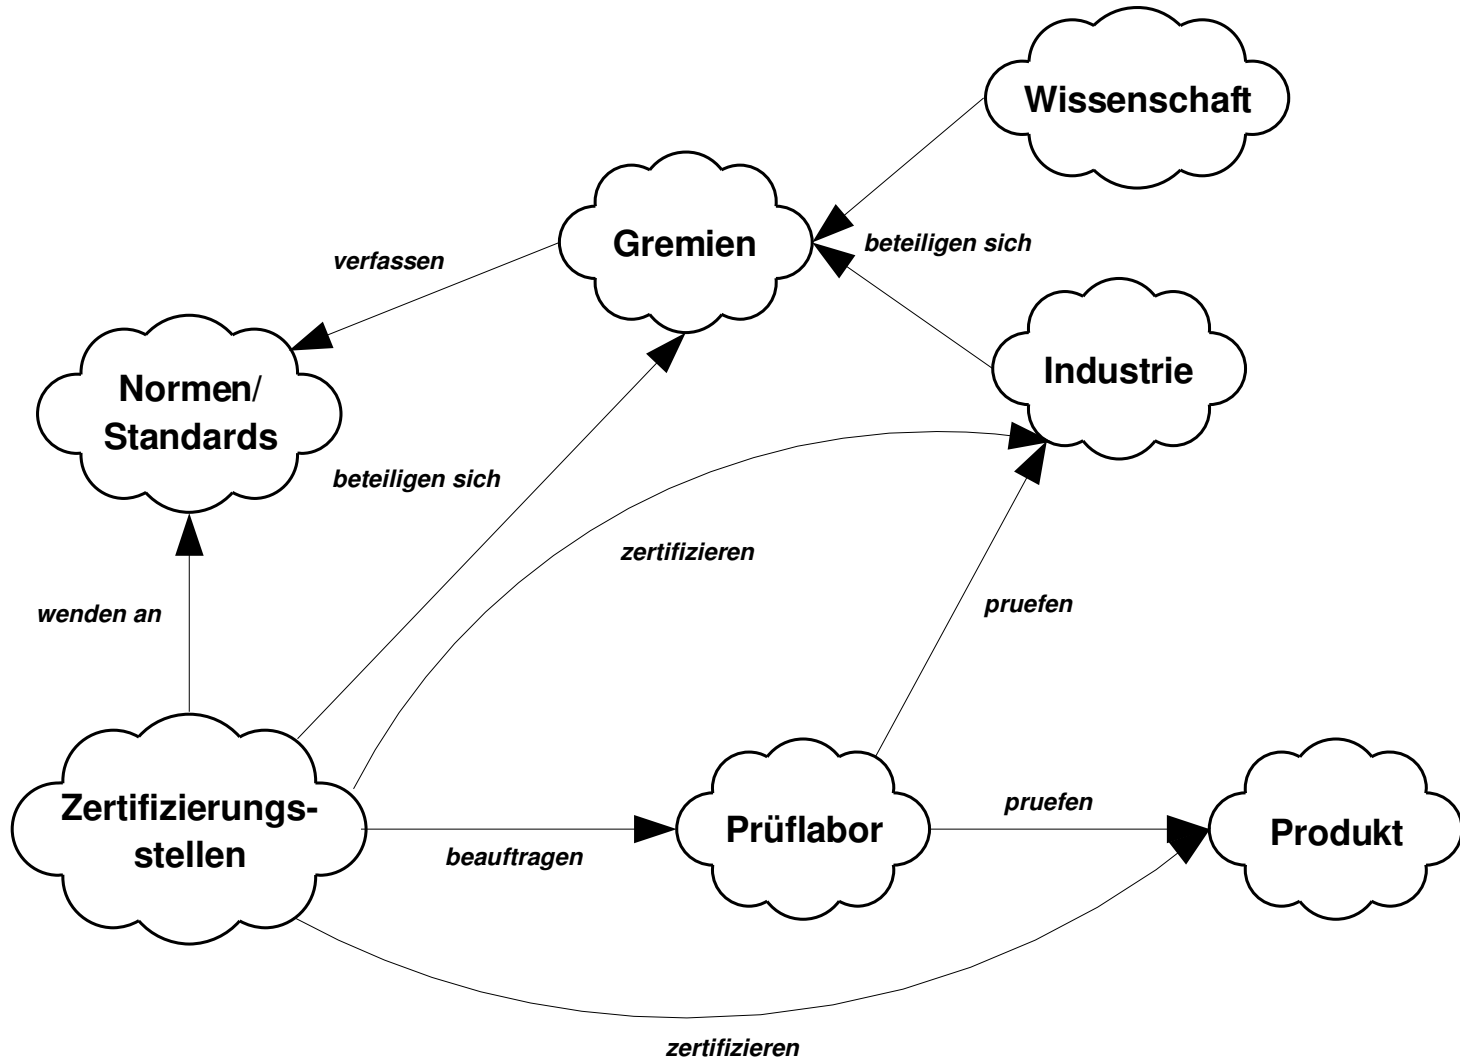 Wissenschaft
Gremien
beteiligen sich
verfassen
Industrie
Normen/
Standards
beteiligen sich
zertifizieren
pruefen
wenden an
Zertifizierungs-
stellen
beauftragen
Prüflabor
pruefen
Produkt
zertifizieren